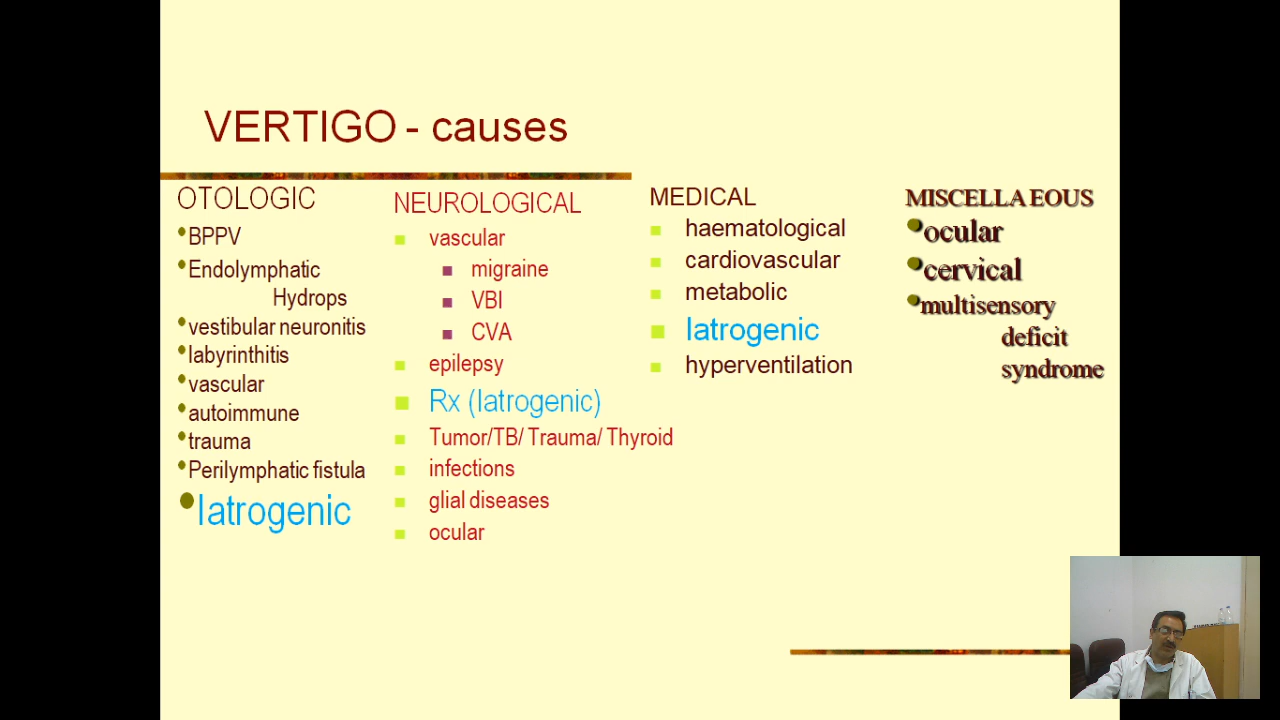 VERTIGO - causes
OTOLOGIC
BPPV
Endolymphatic
Hydrops
vestibular neuronitis
labyrinthitis
vascular
autoimmune
trauma
Perilymphatic fistula
Iatrogenic
NEUROLOGICAL
vascular
migraine
VBI
CVA
epilepsy
Rx (Iatrogenic)
Tumor/TB/ Trauma/ Thyroid
infections
glial diseases
ocular
MEDICAL
haematological
cardiovascular
metabolic
Iatrogenic
hyperventilation
MISCELLA EOUS
ocular
cervical
multisensory
deficit
syndrome